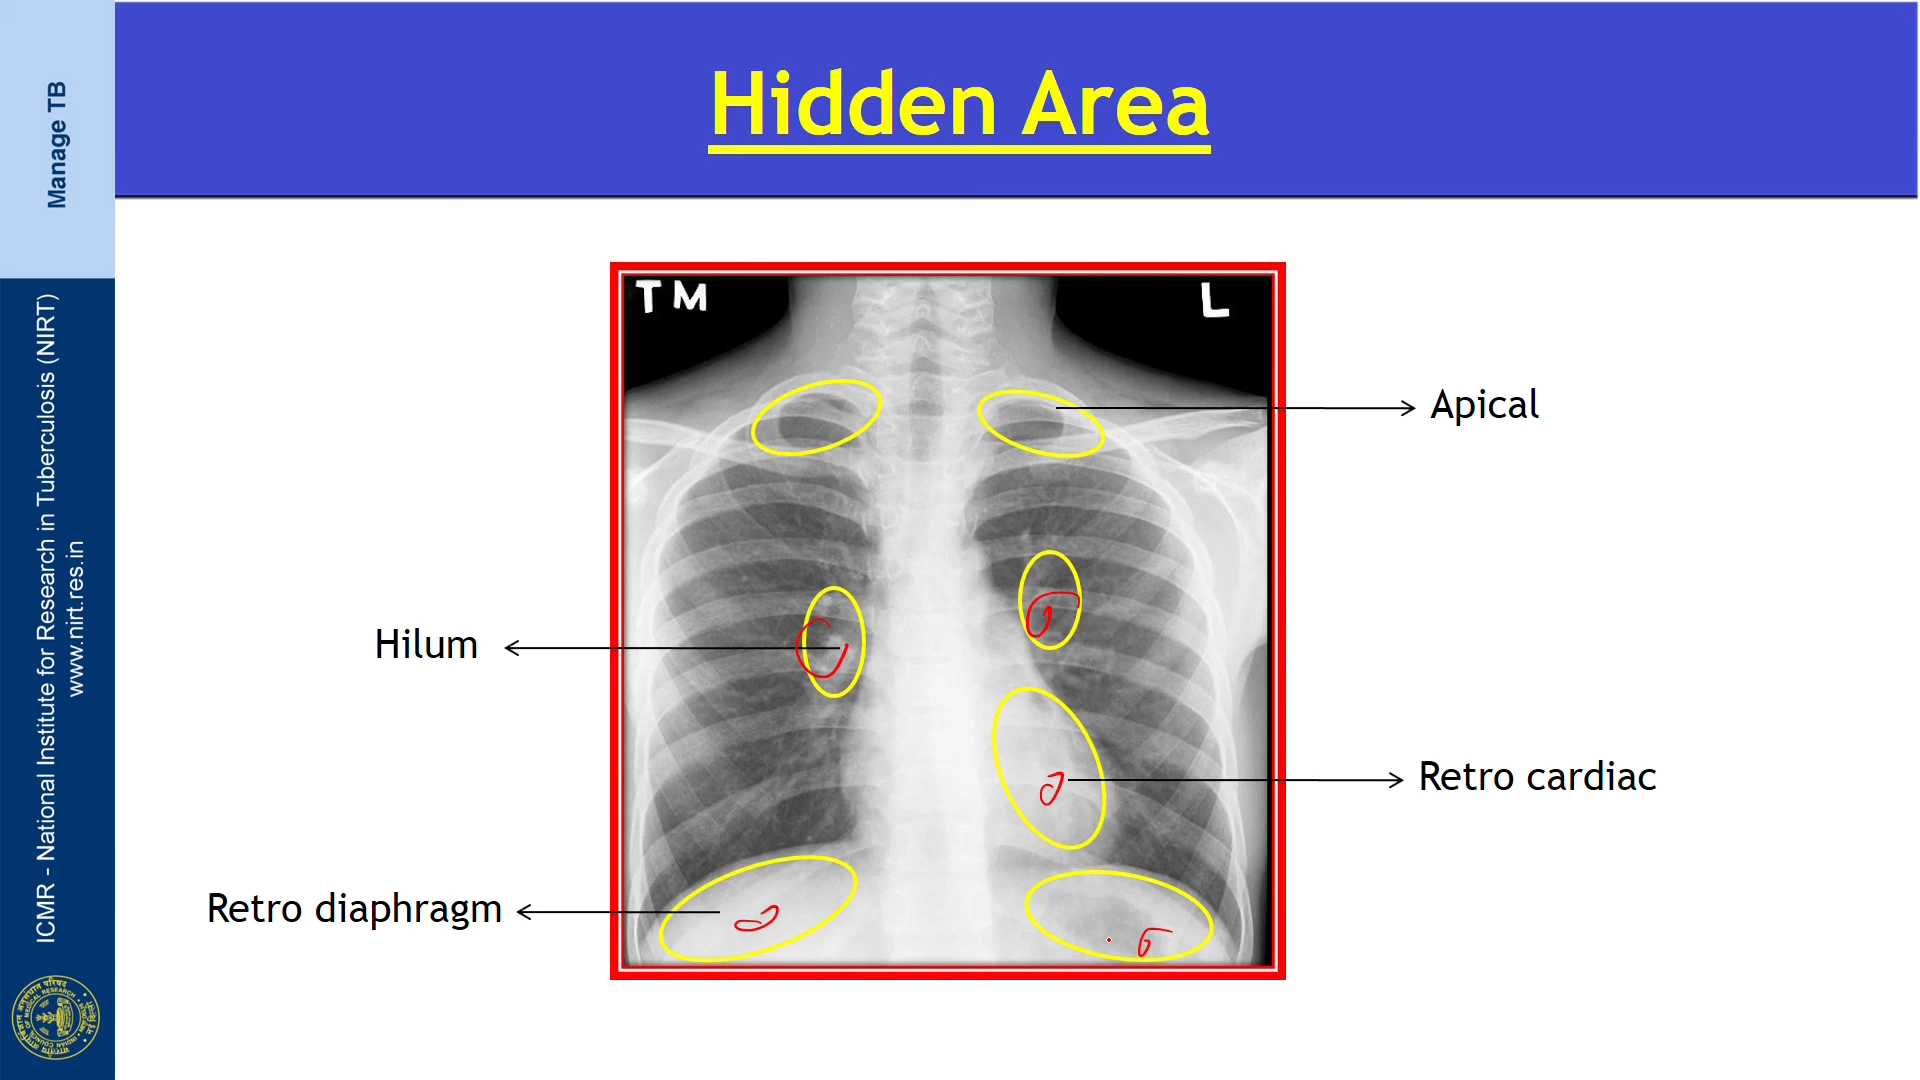 Hidden Area
Manage TB
ICMR - National Institute for Research in Tuberculosis (NIRT)
www.nirt.res.in
TM
L
Apical
Hilum
Retro cardiac
Retro diaphragm